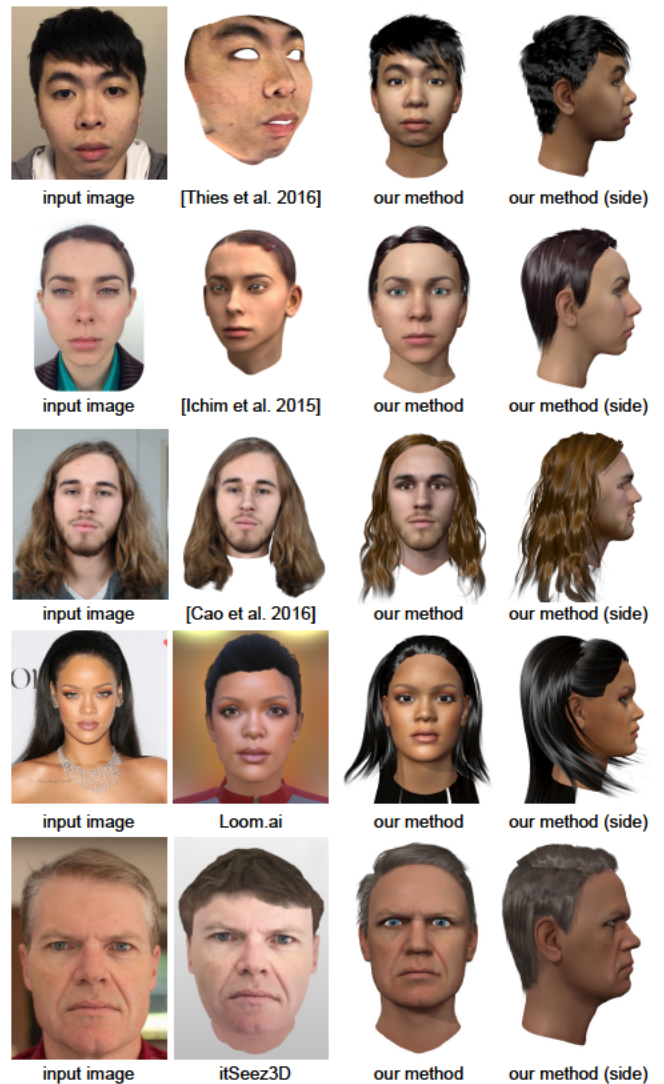 input image [Thies et al. 2016] our method our method (side)
input image [Ichim et al. 2015] our method our method (side)
input image [Cao et al. 2016] our method our method (side)
input image Loom.ai our method our method (side)
input image itSeez3D our method our method (side)